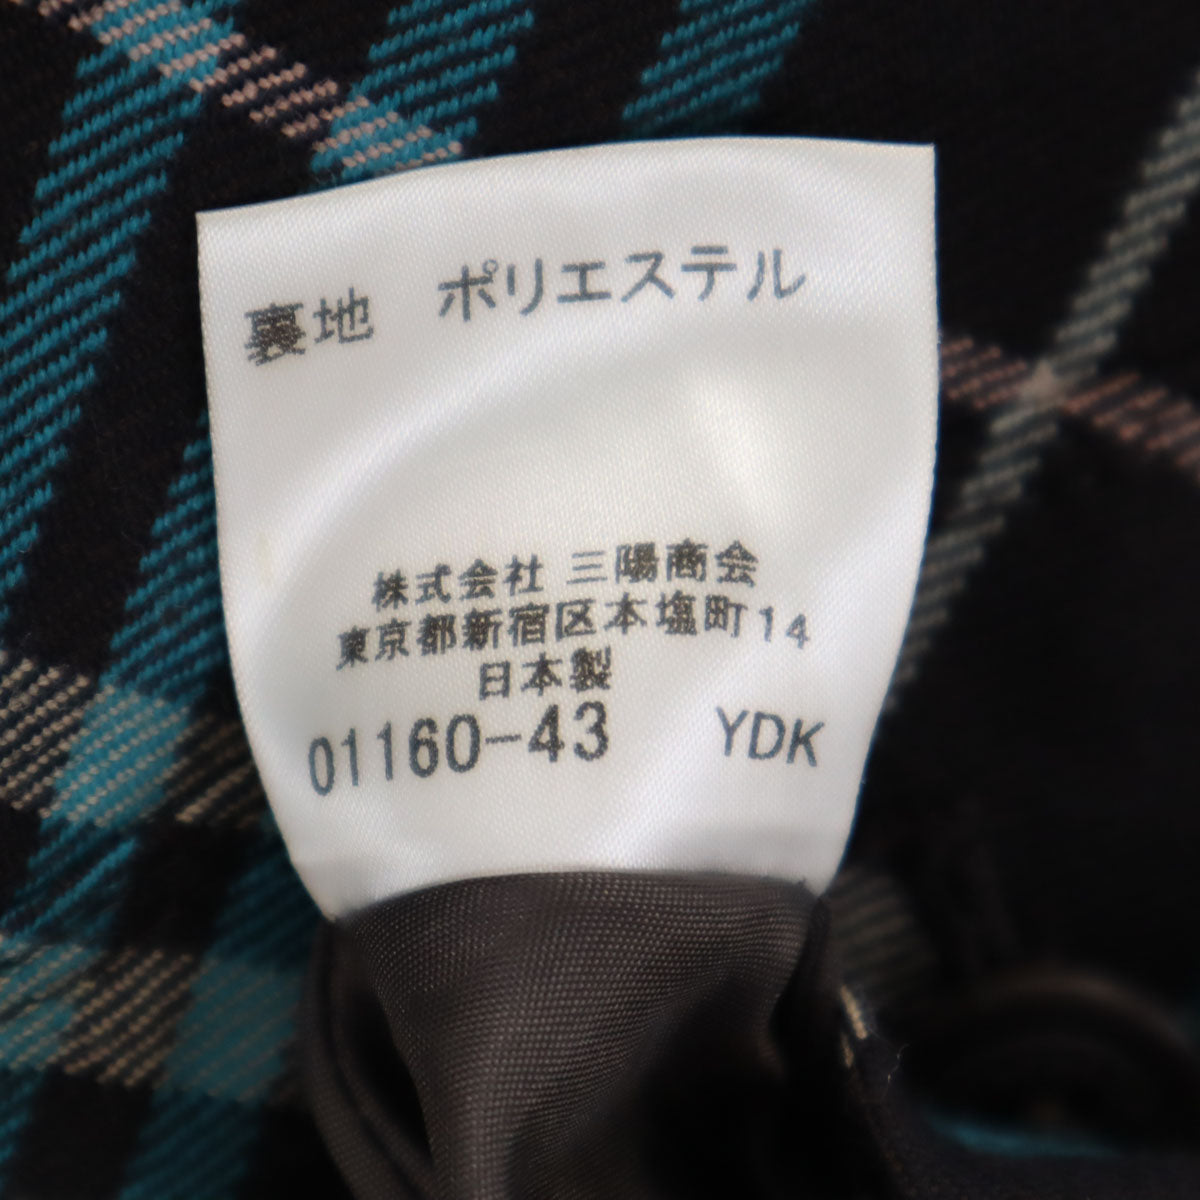 裏地　ポリエステル
株式会社 三陽商会
東京都新宿区本塩町14
日本製
01160-43　YDK